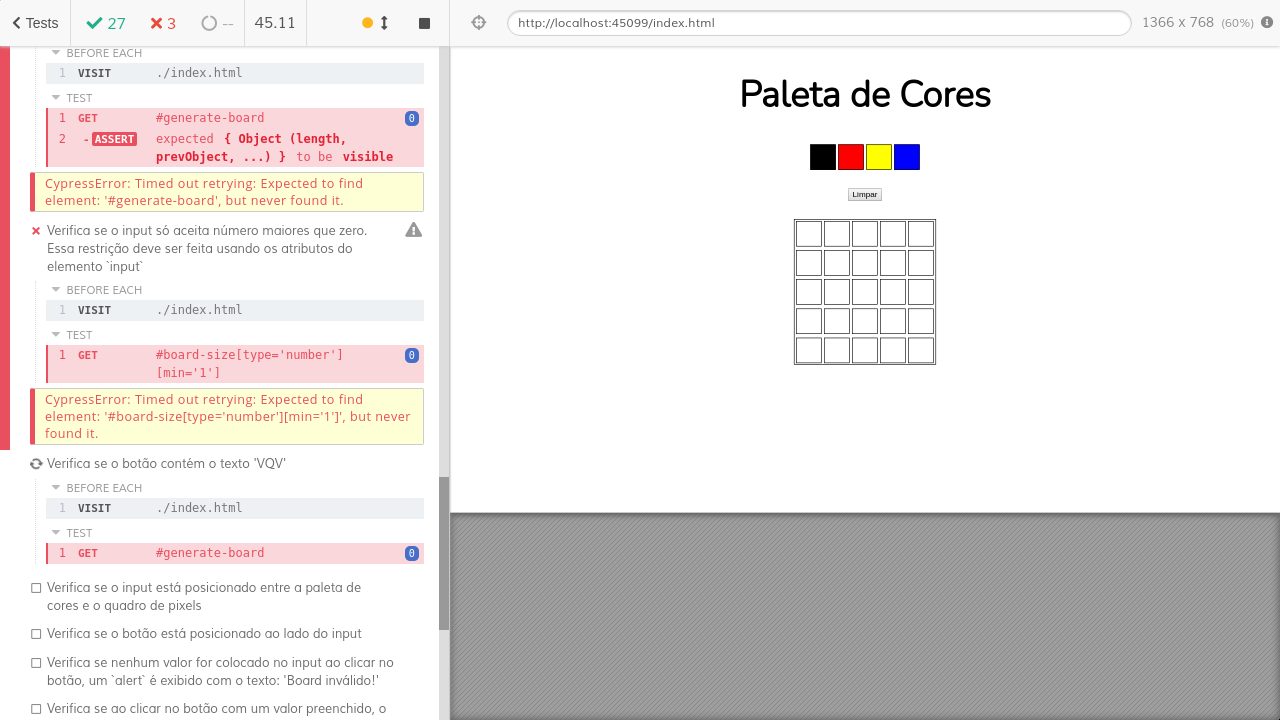 Tests 27 3 -- 45.11
http://localhost:45099/index.html 1366 x 768 (60%)
BEFORE EACH
1 VISIT ./index.html
TEST
1 GET #generate-board 0
2 -ASSERT expected { Object (length,
prevObject, ...) } to be visible
CypressError: Timed out retrying: Expected to find
element: '#generate-board', but never found it.
Verifica se o input só aceita número maiores que zero.
Essa restrição deve ser feita usando os atributos do
elemento `input`
BEFORE EACH
1 VISIT ./index.html
TEST
1 GET #board-size[type='number'] 0
[min='1']
CypressError: Timed out retrying: Expected to find
element: '#board-size[type='number'][min='1']', but never
found it.
Verifica se o botão contém o texto 'VQV'
BEFORE EACH
1 VISIT ./index.html
TEST
1 GET #generate-board 0
Verifica se o input está posicionado entre a paleta de
cores e o quadro de pixels
Verifica se o botão está posicionado ao lado do input
Verifica se nenhum valor for colocado no input ao clicar no
botão, um `alert` é exibido com o texto: 'Board inválido!'
Verifica se ao clicar no botão com um valor preenchido, o
Paleta de Cores
Limpar